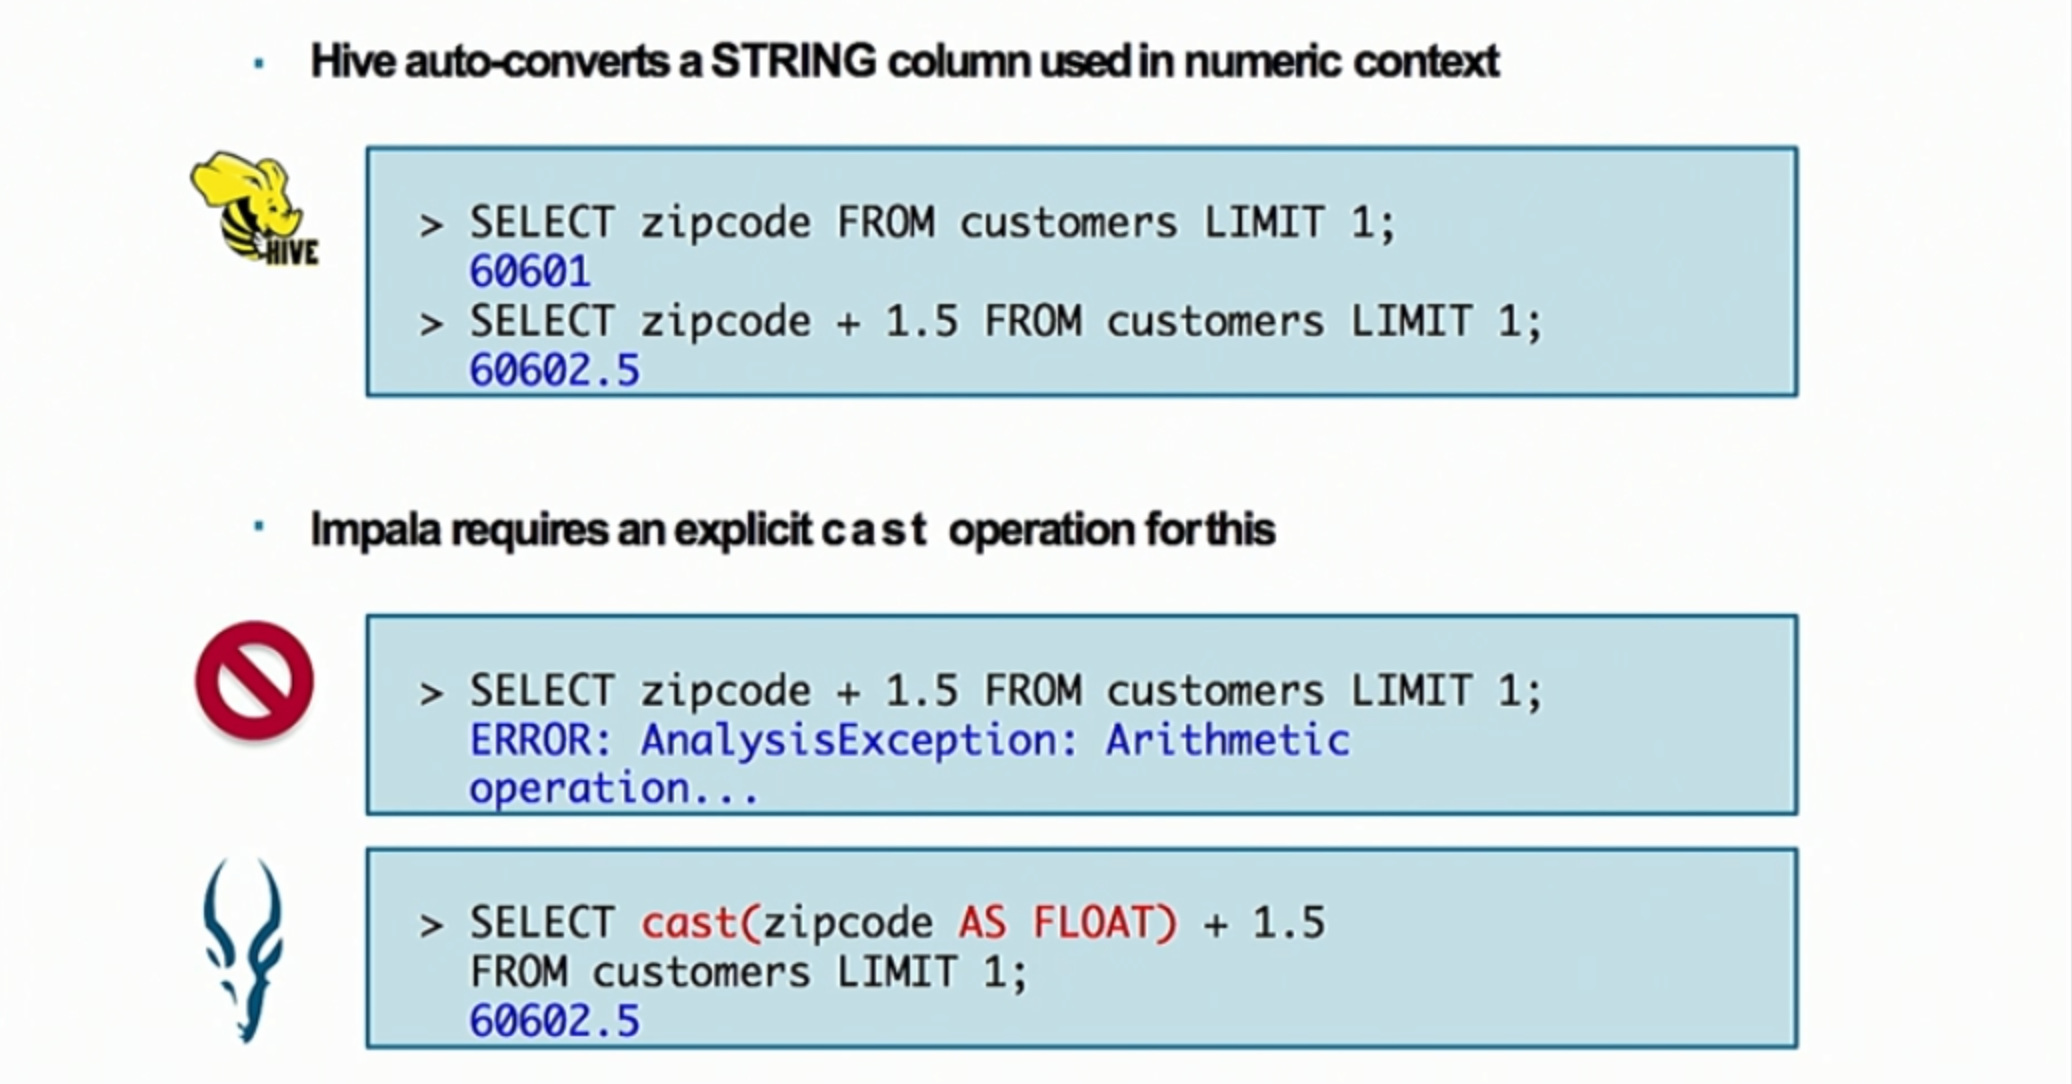 Hive auto-converts a STRING column used in numeric context
HIVE
> SELECT zipcode FROM customers LIMIT 1;
60601
> SELECT zipcode + 1.5 FROM customers LIMIT 1;
60602.5
Impala requires an explicit cast operation for this
> SELECT zipcode + 1.5 FROM customers LIMIT 1;
ERROR: AnalysisException: Arithmetic
operation...
> SELECT cast(zipcode AS FLOAT) + 1.5
FROM customers LIMIT 1;
60602.5